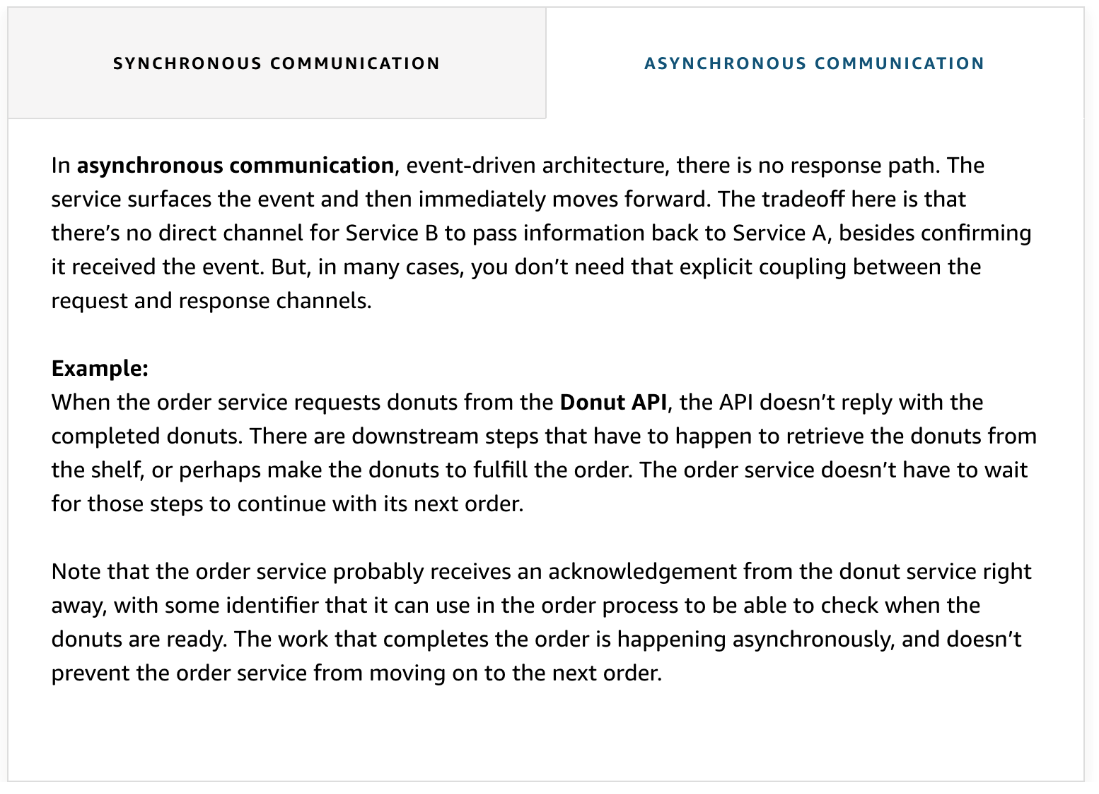 SYNCHRONOUS COMMUNICATION
ASYNCHRONOUS COMMUNICATION
In asynchronous communication, event-driven architecture, there is no response path. The
service surfaces the event and then immediately moves forward. The tradeoff here is that
there’s no direct channel for Service B to pass information back to Service A, besides confirming
it received the event. But, in many cases, you don’t need that explicit coupling between the
request and response channels.
Example:
When the order service requests donuts from the Donut API, the API doesn’t reply with the
completed donuts. There are downstream steps that have to happen to retrieve the donuts from
the shelf, or perhaps make the donuts to fulfill the order. The order service doesn’t have to wait
for those steps to continue with its next order.
Note that the order service probably receives an acknowledgement from the donut service right
away, with some identifier that it can use in the order process to be able to check when the
donuts are ready. The work that completes the order is happening asynchronously, and doesn’t
prevent the order service from moving on to the next order.